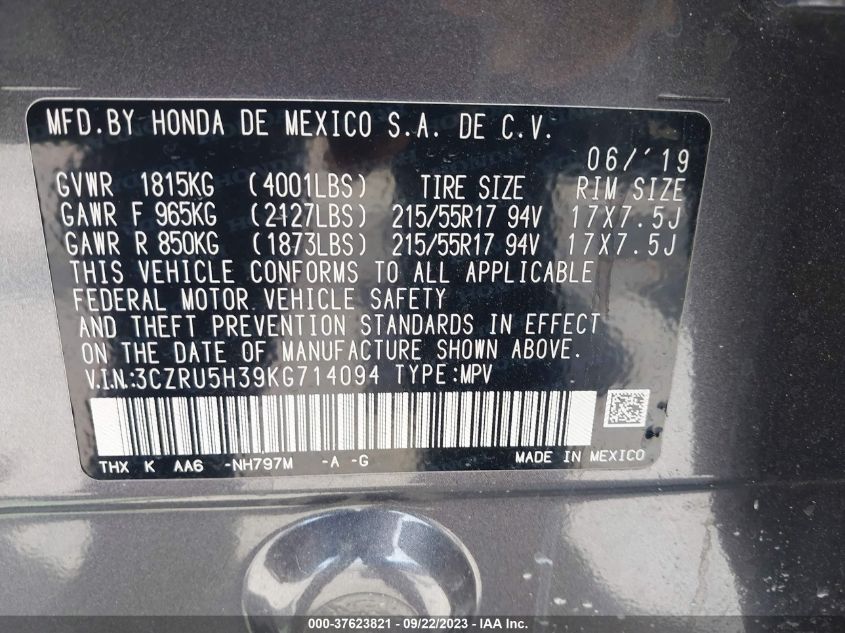 MFD.BY HONDA DE MEXICO S.A. DE C.V.
06/'19
GVWR 1815KG (4001LBS) TIRE SIZE RIM SIZE
GAWR F 965KG (2127LBS) 215/55R17 94V 17X7.5J
GAWR R 850KG (1873LBS) 215/55R17 94V 17X7.5J
THIS VEHICLE CONFORMS TO ALL APPLICABLE
FEDERAL MOTOR VEHICLE SAFETY
AND THEFT PREVENTION STANDARDS IN EFFECT
ON THE DATE OF MANUFACTURE SHOWN ABOVE.
V.I.N:3CZRU5H39KG714094 TYPE:MPV
THX K AA6 -NH797M -A -G MADE IN MEXICO
000-37623821 - 09/22/2023 - IAA Inc.